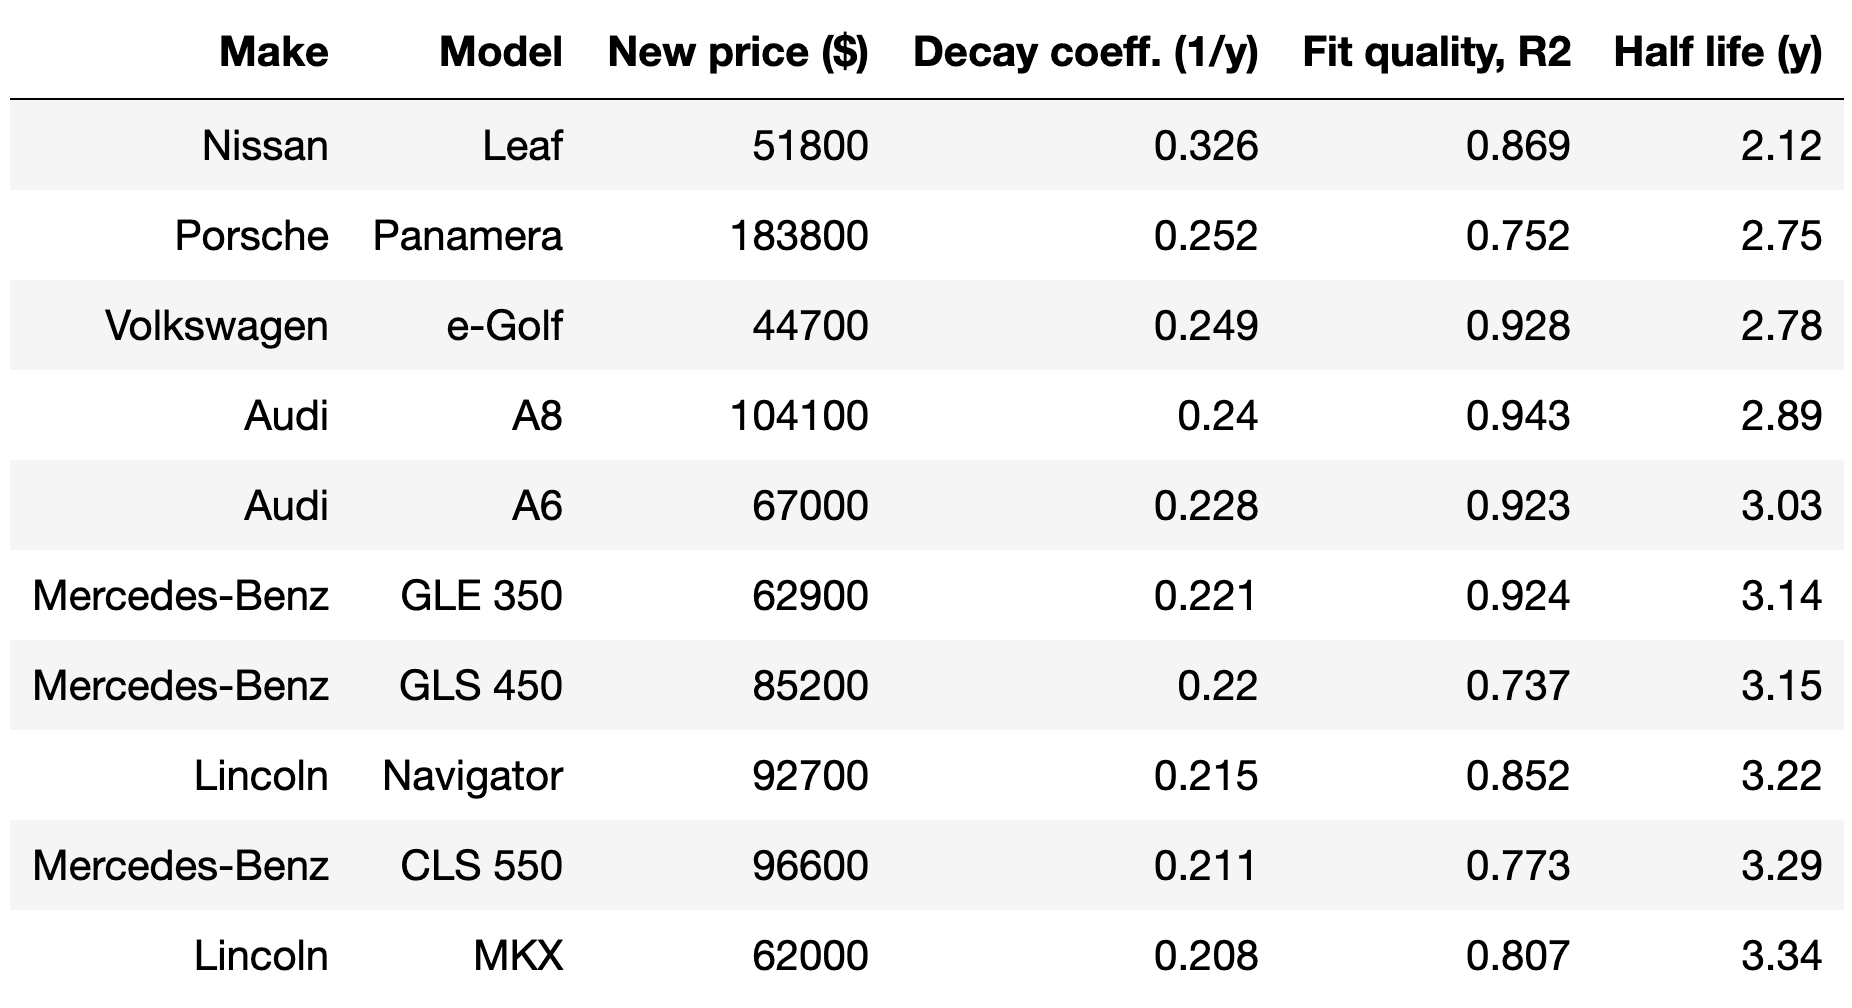 Make Model New price ($) Decay coeff. (1/y) Fit quality, R2 Half life (y)
Nissan Leaf 51800 0.326 0.869 2.12
Porsche Panamera 183800 0.252 0.752 2.75
Volkswagen e-Golf 44700 0.249 0.928 2.78
Audi A8 104100 0.24 0.943 2.89
Audi A6 67000 0.228 0.923 3.03
Mercedes-Benz GLE 350 62900 0.221 0.924 3.14
Mercedes-Benz GLS 450 85200 0.22 0.737 3.15
Lincoln Navigator 92700 0.215 0.852 3.22
Mercedes-Benz CLS 550 96600 0.211 0.773 3.29
Lincoln MKX 62000 0.208 0.807 3.34